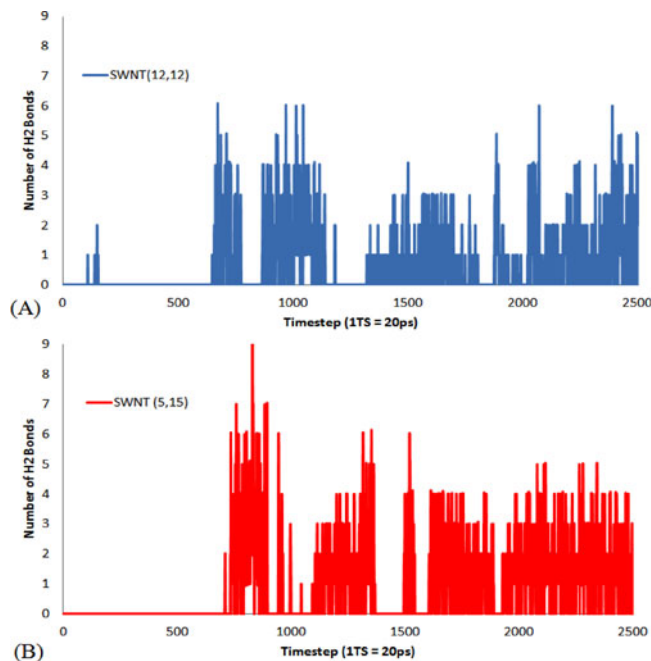 9
8
7
6
5
4
3
2
1
0
Number of H2 Bonds
SWNT(12,12)
0 500 1000 1500 2000 2500
Timestep (1TS = 20ps)
(A)
9
8
7
6
5
4
3
2
1
0
Number of H2 Bonds
SWNT (5,15)
0 500 1000 1500 2000 2500
Timestep (1TS = 20ps)
(B)